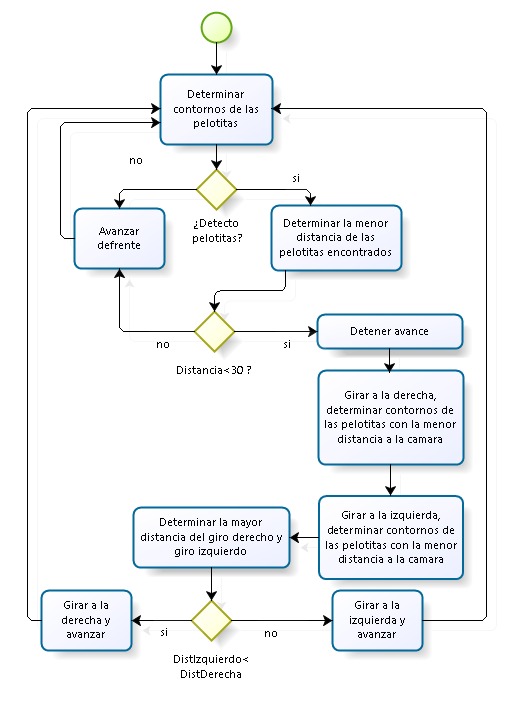 Determinar
contornos de las
pelotitas
no
si
¿Detecto
pelotitas?
Avanzar
defrente
Determinar la menor
distancia de las
pelotitas encontrados
no
si
Distancia<30 ?
Detener avance
Girar a la derecha,
determinar contornos de
las pelotitas con la menor
distancia a la camara
Girar a la izquierda,
determinar contornos de
las pelotitas con la menor
distancia a la camara
Determinar la mayor
distancia del giro derecho y
giro izquierdo
Girar a la
derecha y
avanzar
si
no
DistIzquierdo<
DistDerecha
Girar a la
izquierda y
avanzar